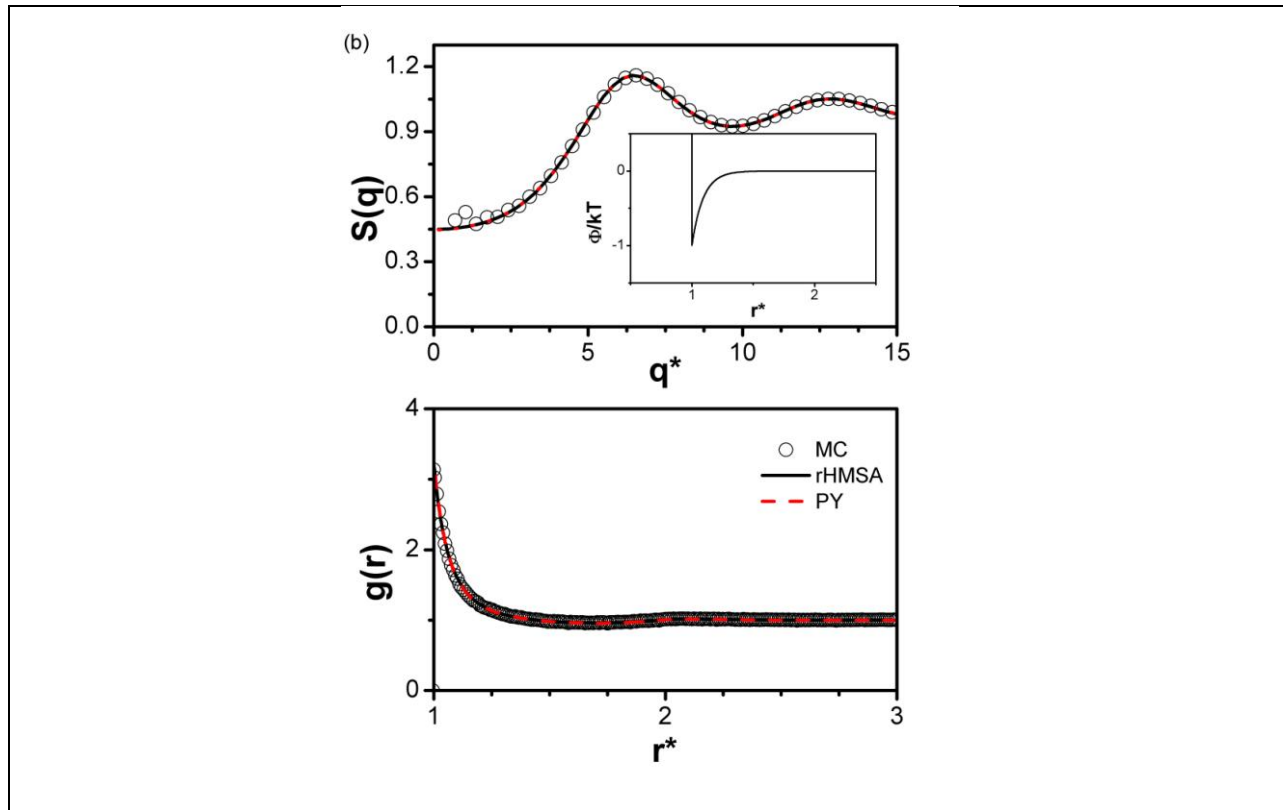 (b)
1.2
0.9
0.6
0.3
0.0
S(q)
0
-1
Φ/kT
1 2
r*
0 5 10 15
q*
4
2
0
g(r)
MC
rHMSA
PY
1 2 3
r*